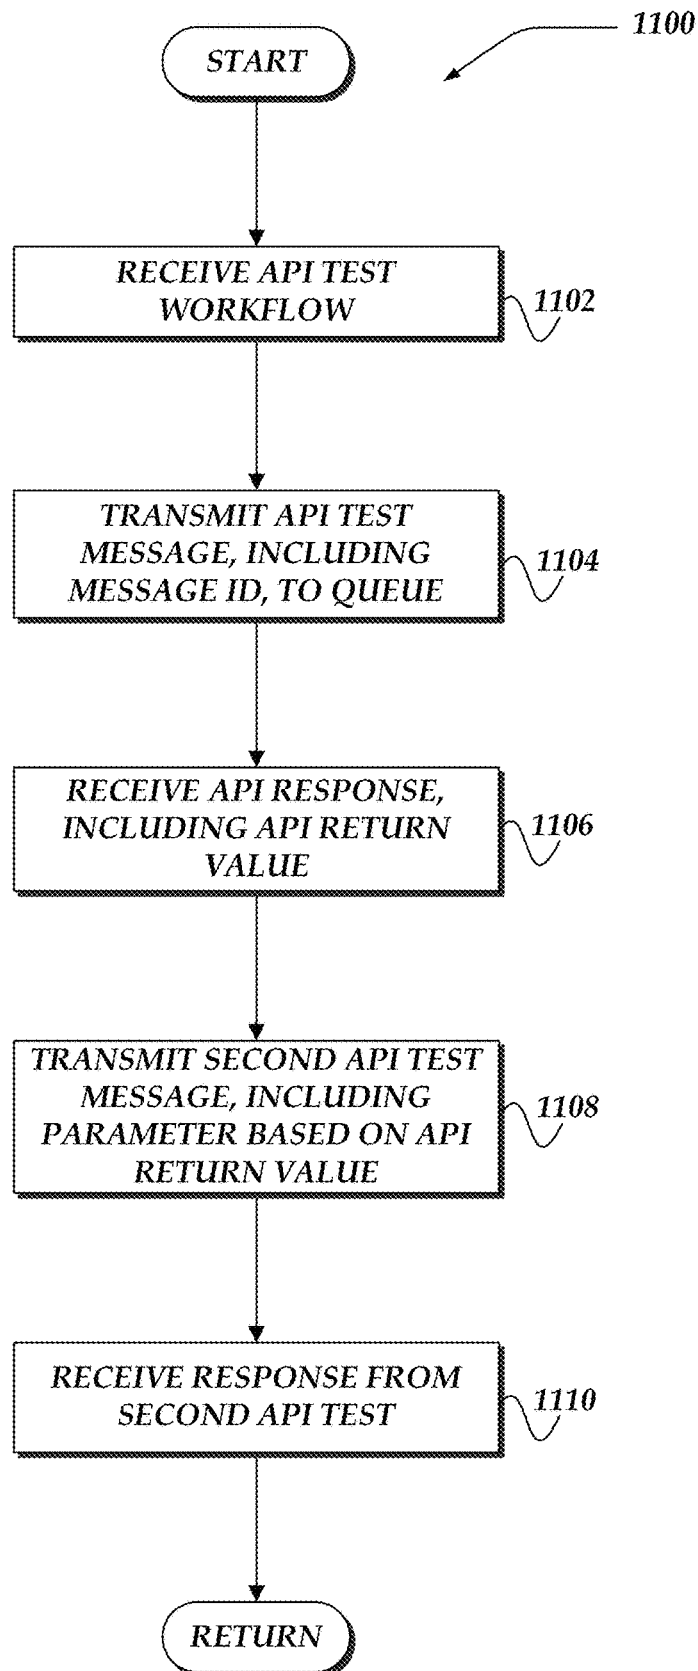 1100
START
RECEIVE API TEST
WORKFLOW
1102
TRANSMIT API TEST
MESSAGE, INCLUDING
MESSAGE ID, TO QUEUE
1104
RECEIVE API RESPONSE,
INCLUDING API RETURN
VALUE
1106
TRANSMIT SECOND API TEST
MESSAGE, INCLUDING
PARAMETER BASED ON API
RETURN VALUE
1108
RECEIVE RESPONSE FROM
SECOND API TEST
1110
RETURN